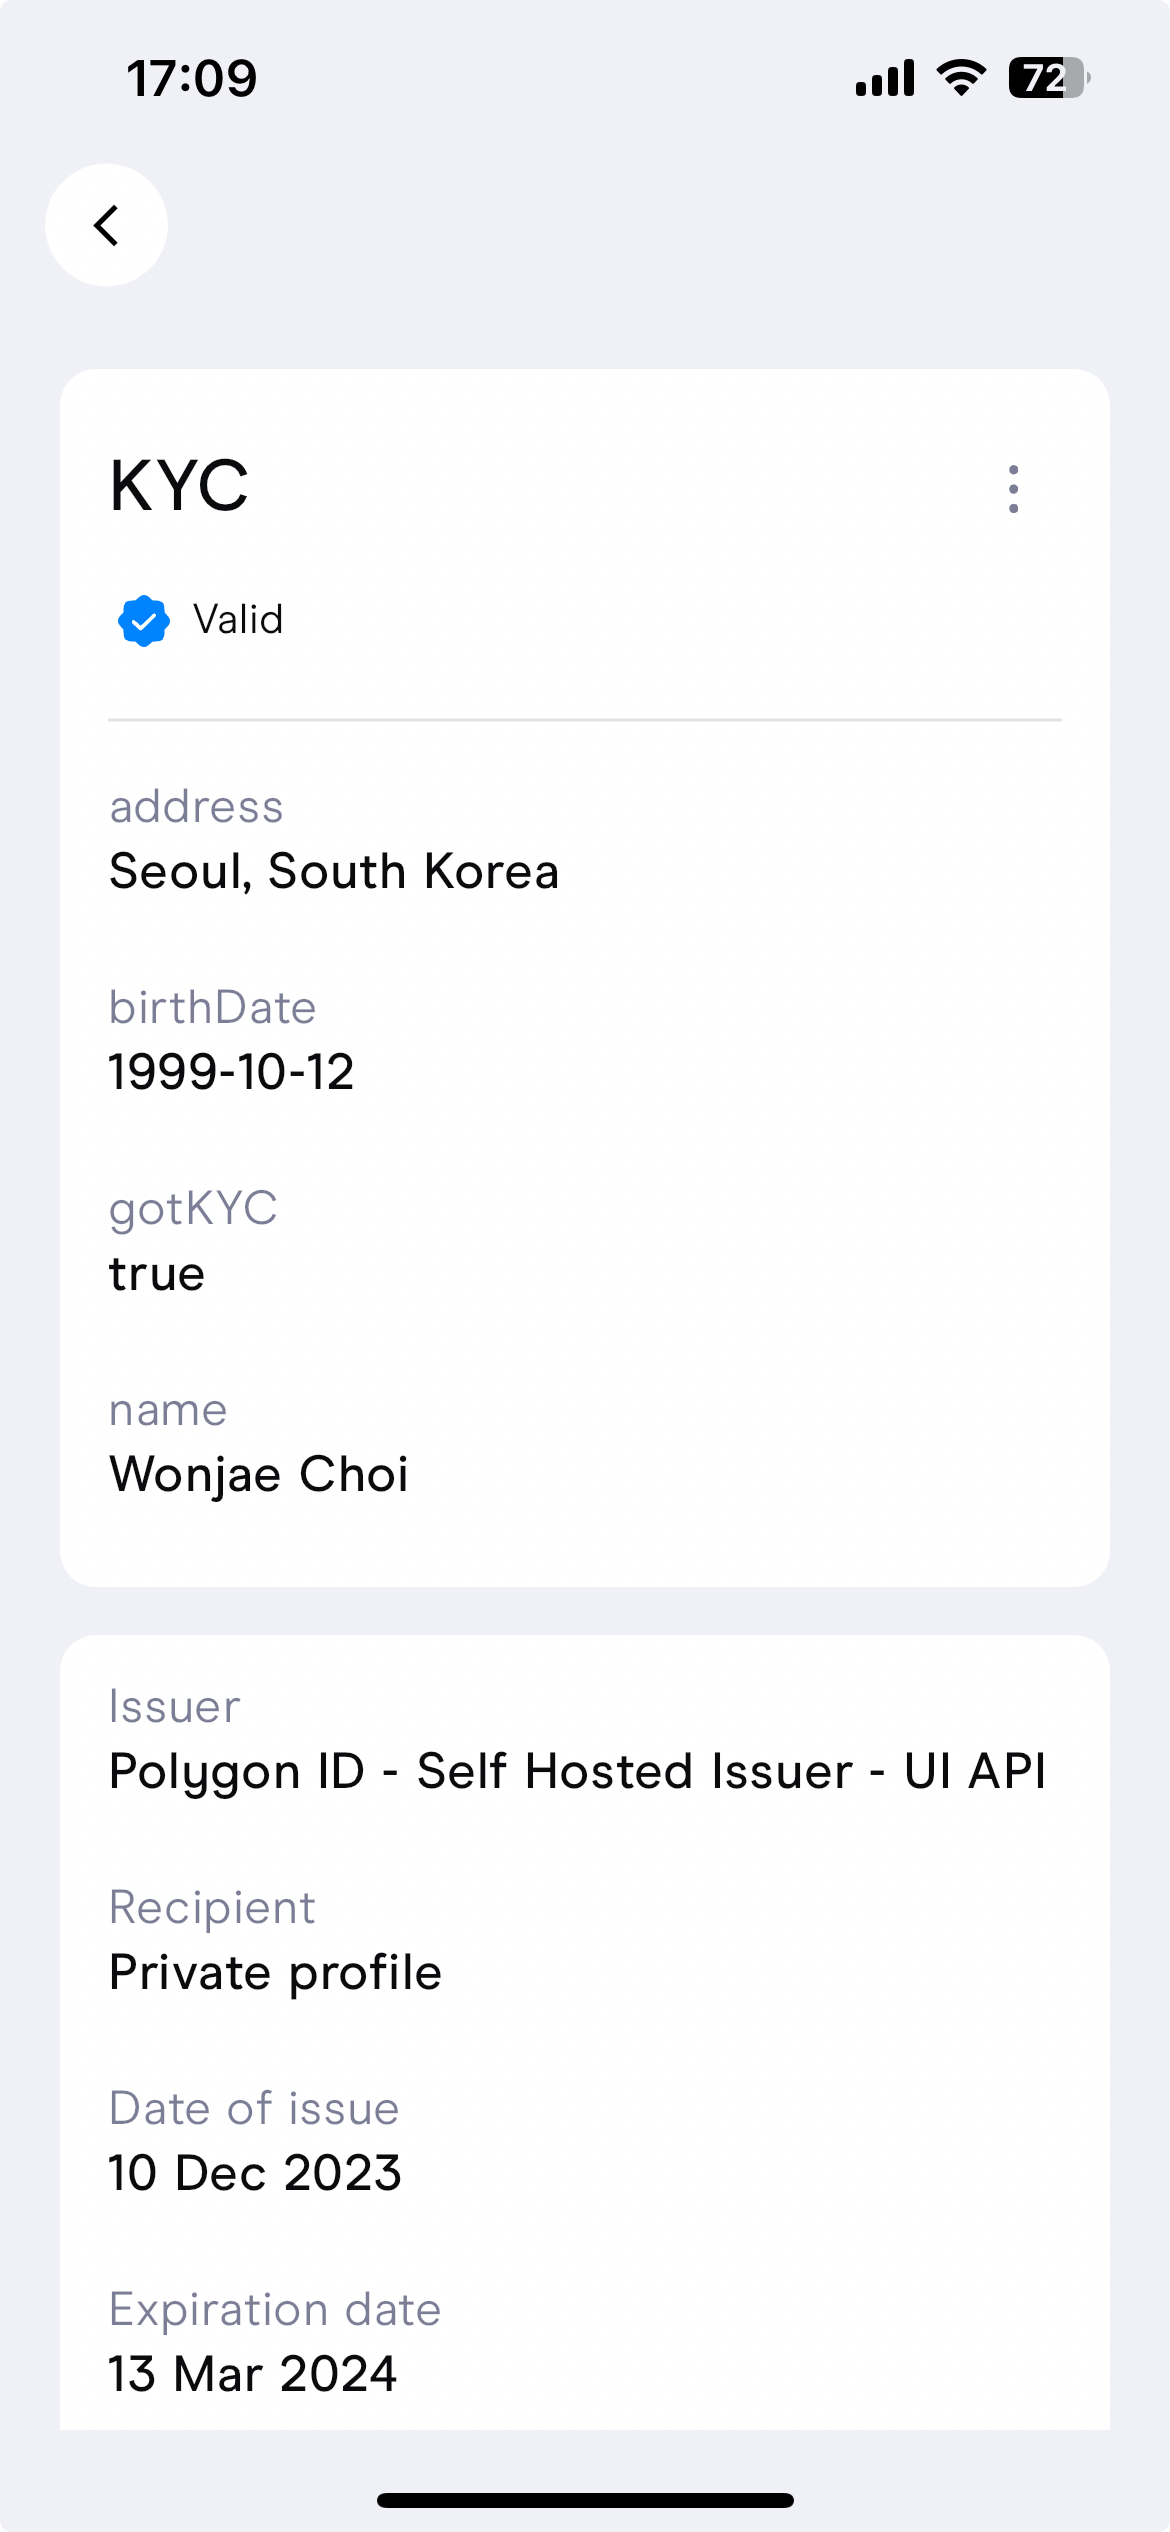 17:09
72
KYC
Valid
address
Seoul, South Korea
birthDate
1999-10-12
gotKYC
true
name
Wonjae Choi
Issuer
Polygon ID - Self Hosted Issuer - UI API
Recipient
Private profile
Date of issue
10 Dec 2023
Expiration date
13 Mar 2024